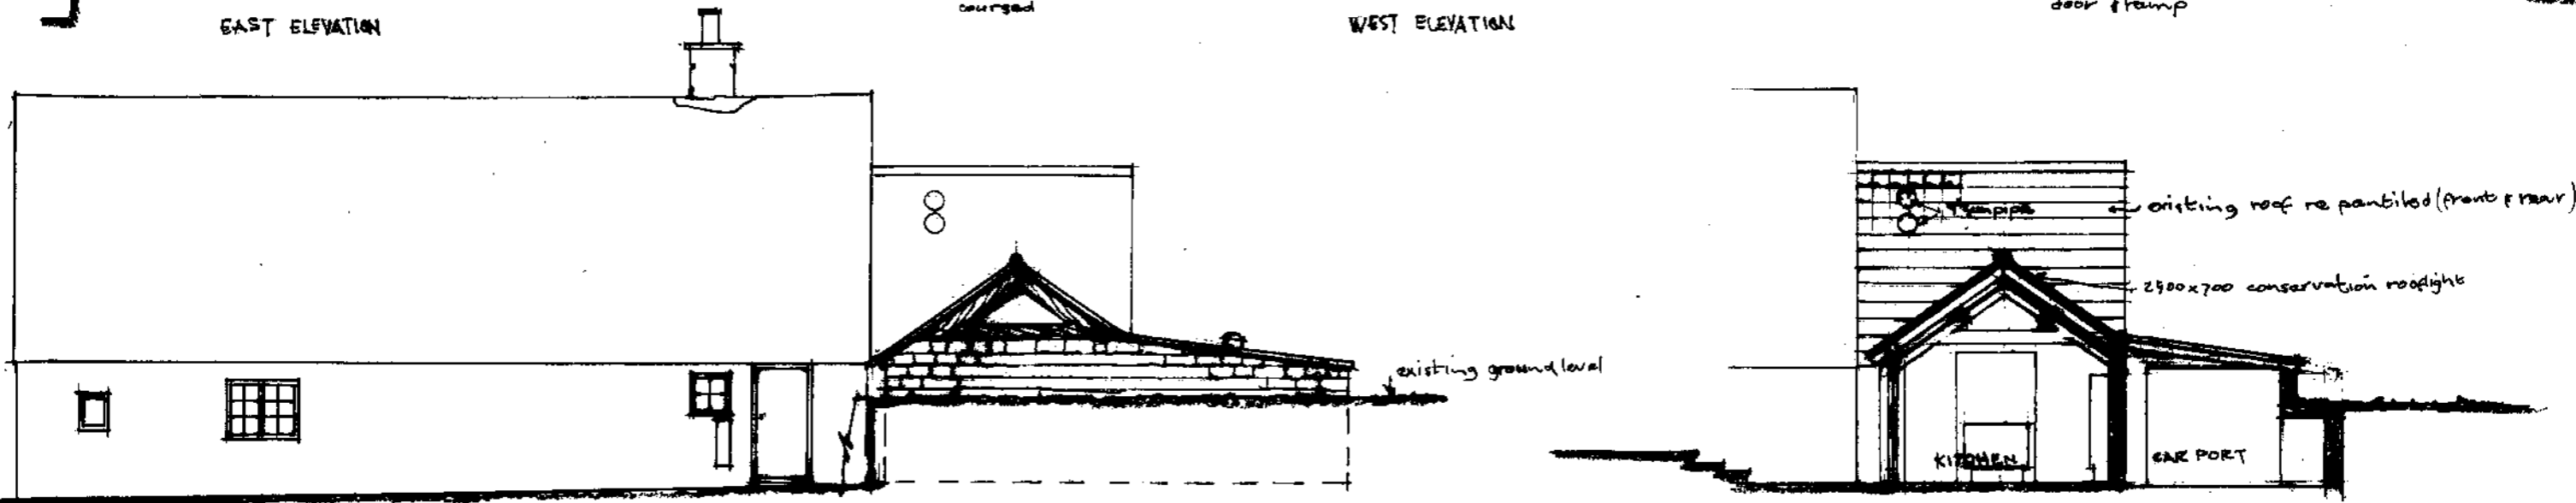 EAST ELEVATION
coursed
WEST ELEVATION
door & ramp
existing roof re pantiled (front & rear)
2500x700 conservation rooflight
existing ground level
KITCHEN
CAR PORT